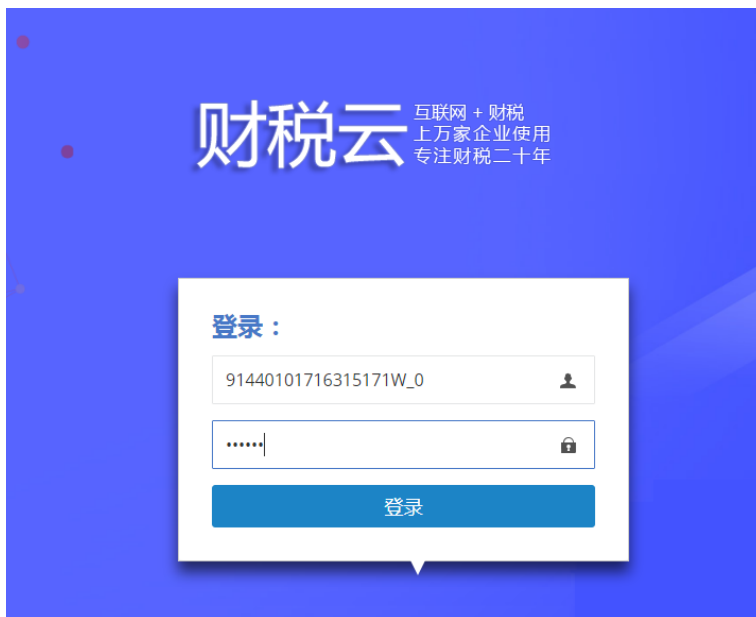 财税云
互联网 + 财税
上万家企业使用
专注财税二十年
登录：
91440101716315171W_0
••••••
登录